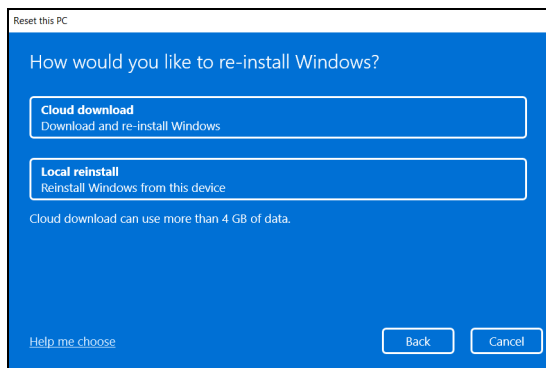 Reset this PC
How would you like to re-install Windows?
Cloud download
Download and re-install Windows
Local reinstall
Reinstall Windows from this device
Cloud download can use more than 4 GB of data.
Help me choose
Back
Cancel